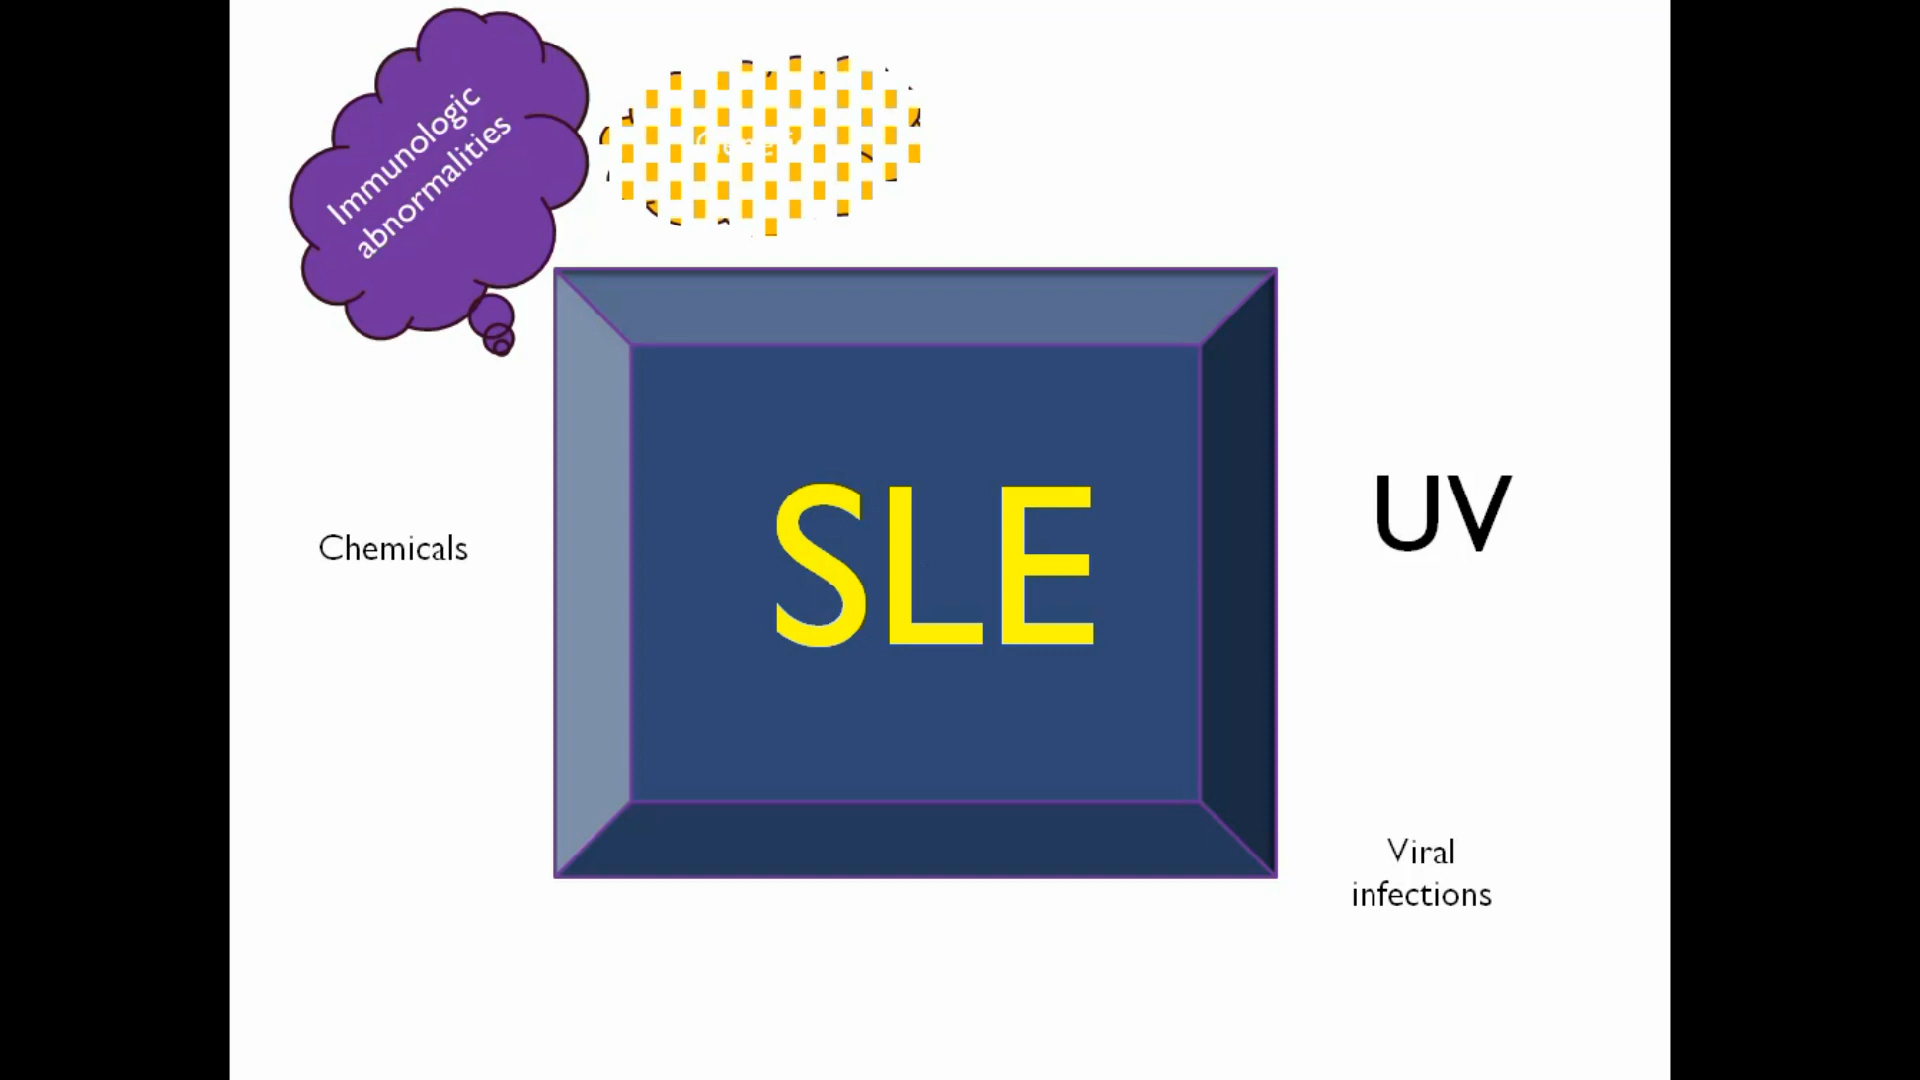 Immunologic
abnormalities
SLE
UV
Chemicals
Viral
infections